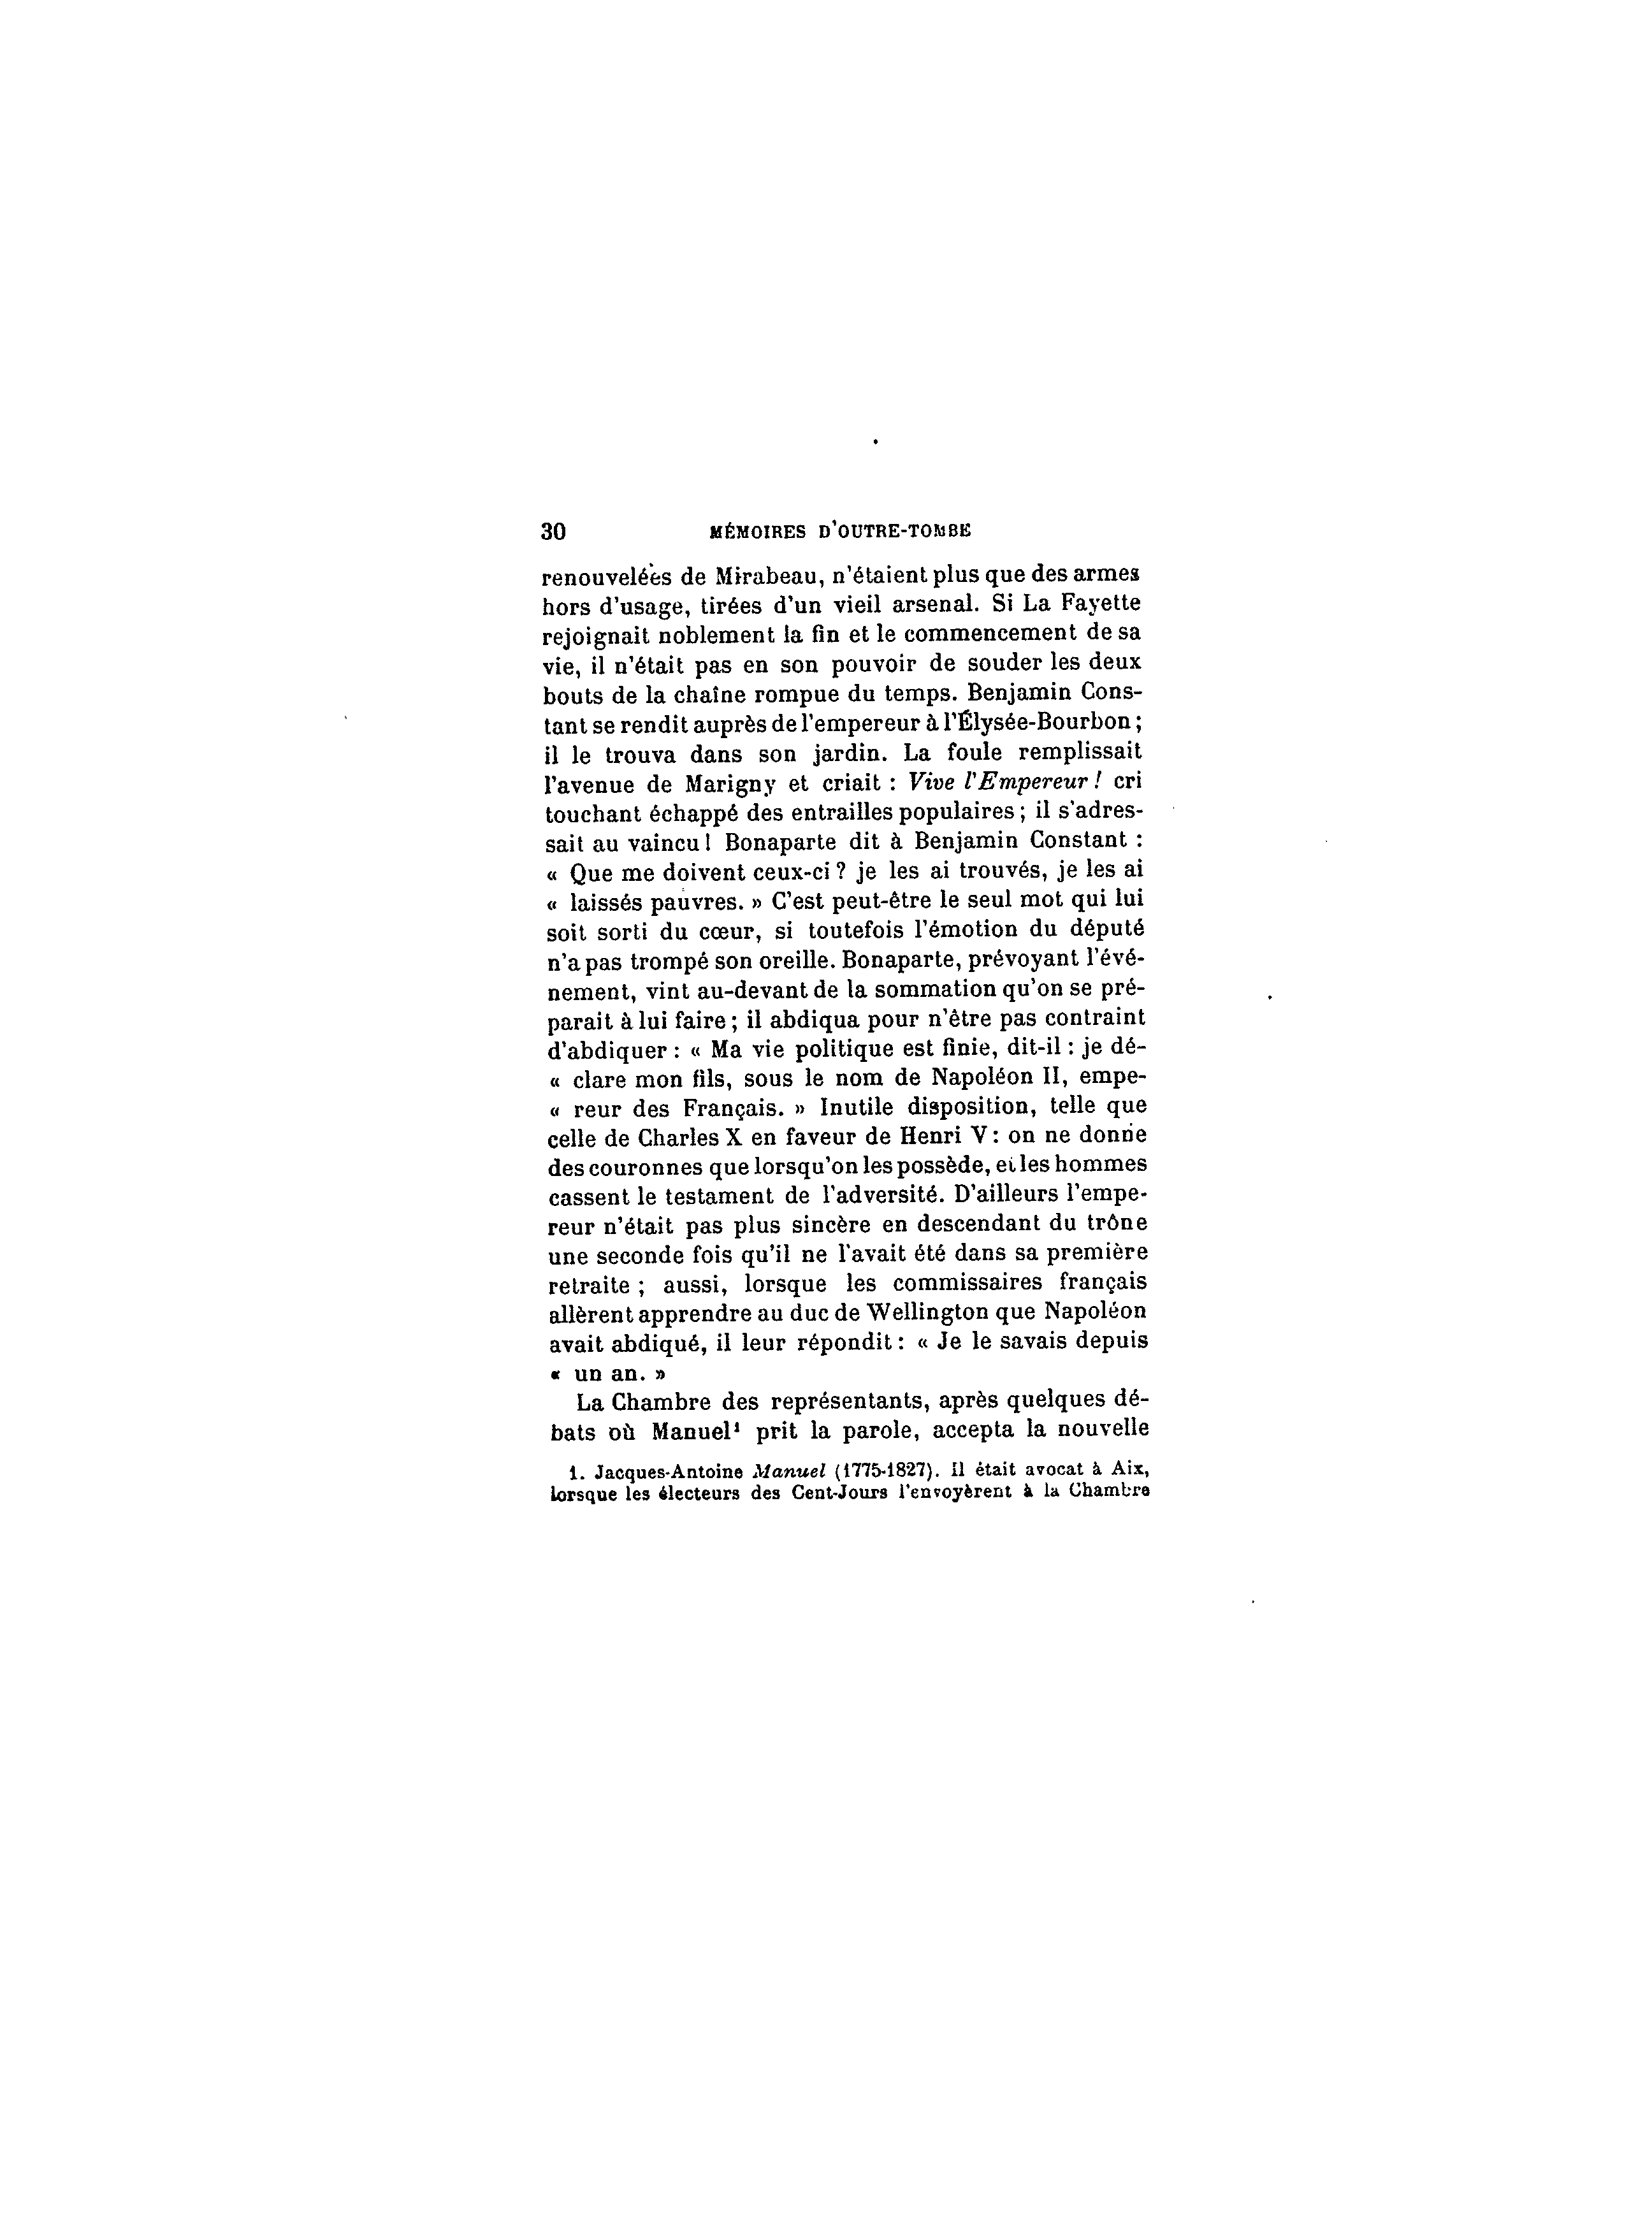 30 MÉMOIRES D'OUTRE-TOMBE
renouvelées de Mirabeau, n'étaient plus que des armes
hors d'usage, tirées d'un vieil arsenal. Si La Fayette
rejoignait noblement la fin et le commencement de sa
vie, il n'était pas en son pouvoir de souder les deux
bouts de la chaîne rompue du temps. Benjamin Cons-
tant se rendit auprès de l'empereur à l'Élysée-Bourbon ;
il le trouva dans son jardin. La foule remplissait
l'avenue de Marigny et criait : Vive l'Empereur ! cri
touchant échappé des entrailles populaires ; il s'adres-
sait au vaincu ! Bonaparte dit à Benjamin Constant :
« Que me doivent ceux-ci ? je les ai trouvés, je les ai
« laissés pauvres. » C'est peut-être le seul mot qui lui
soit sorti du cœur, si toutefois l'émotion du député
n'a pas trompé son oreille. Bonaparte, prévoyant l'évé-
nement, vint au-devant de la sommation qu'on se pré-
parait à lui faire ; il abdiqua pour n'être pas contraint
d'abdiquer : « Ma vie politique est finie, dit-il : je dé-
« clare mon fils, sous le nom de Napoléon II, empe-
« reur des Français. » Inutile disposition, telle que
celle de Charles X en faveur de Henri V : on ne donne
des couronnes que lorsqu'on les possède, et les hommes
cassent le testament de l'adversité. D'ailleurs l'empe-
reur n'était pas plus sincère en descendant du trône
une seconde fois qu'il ne l'avait été dans sa première
retraite ; aussi, lorsque les commissaires français
allèrent apprendre au duc de Wellington que Napoléon
avait abdiqué, il leur répondit : « Je le savais depuis
« un an. »
La Chambre des représentants, après quelques dé-
bats où Manuel¹ prit la parole, accepta la nouvelle
1. Jacques-Antoine Manuel (1775-1827). Il était avocat à Aix,
lorsque les électeurs des Cent-Jours l'envoyèrent à la Chambre